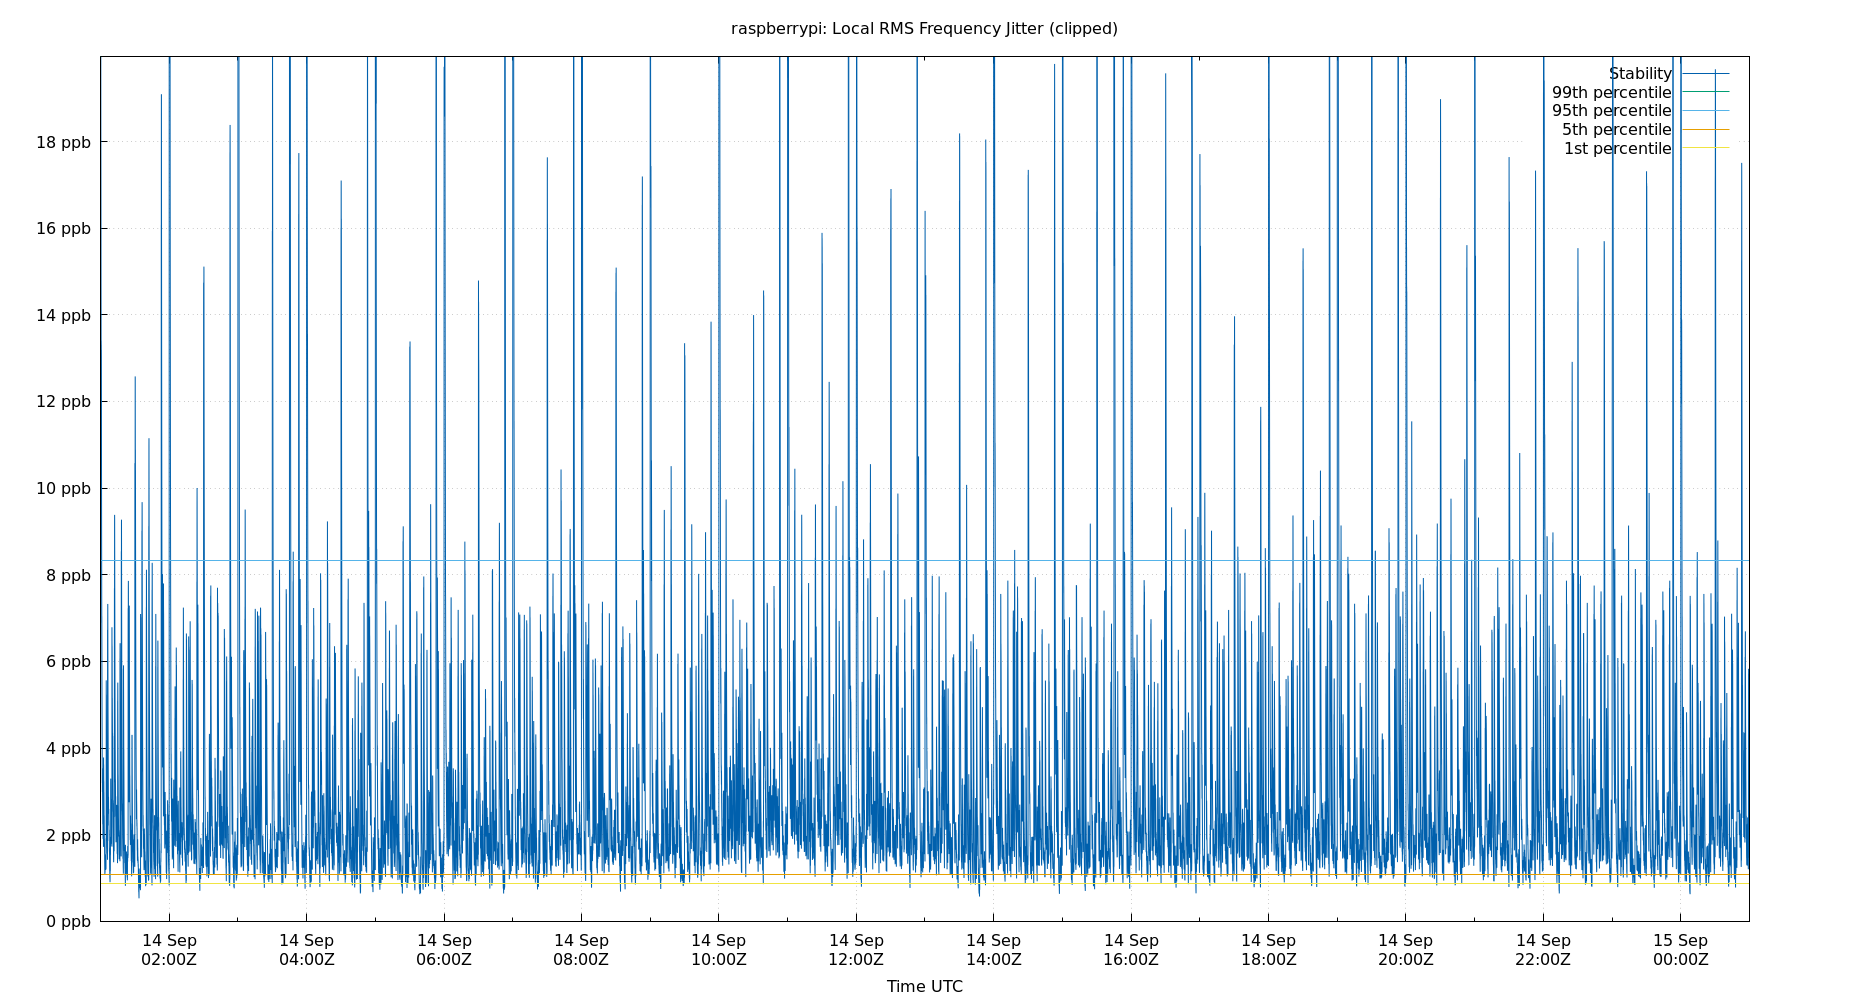 raspberrypi: Local RMS Frequency Jitter (clipped)
Stability
99th percentile
95th percentile
5th percentile
1st percentile
18 ppb
16 ppb
14 ppb
12 ppb
10 ppb
8 ppb
6 ppb
4 ppb
2 ppb
0 ppb
14 Sep 14 Sep 14 Sep 14 Sep 14 Sep 14 Sep 14 Sep 14 Sep 14 Sep 14 Sep 14 Sep 15 Sep
02:00Z 04:00Z 06:00Z 08:00Z 10:00Z 12:00Z 14:00Z 16:00Z 18:00Z 20:00Z 22:00Z 00:00Z
Time UTC